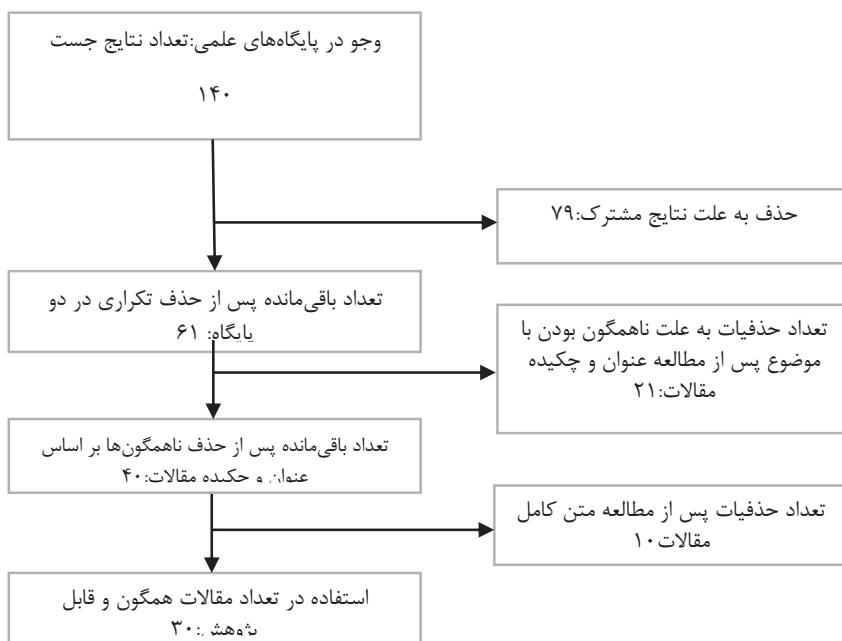 وجو در پایگاه‌های علمی:تعداد نتایج جست
۱۴۰
حذف به علت نتایج مشترک:۷۹
تعداد باقی‌مانده پس از حذف تکراری در دو
پایگاه: ۶۱
تعداد حذفیات به علت ناهمگون بودن با
موضوع پس از مطالعه عنوان و چکیده
مقالات:۲۱
تعداد باقی‌مانده پس از حذف ناهمگون‌ها بر اساس
عنوان و چکیده مقالات:۴۰
تعداد حذفیات پس از مطالعه متن کامل
مقالات۱۰
استفاده در تعداد مقالات همگون و قابل
پژوهش:۳۰